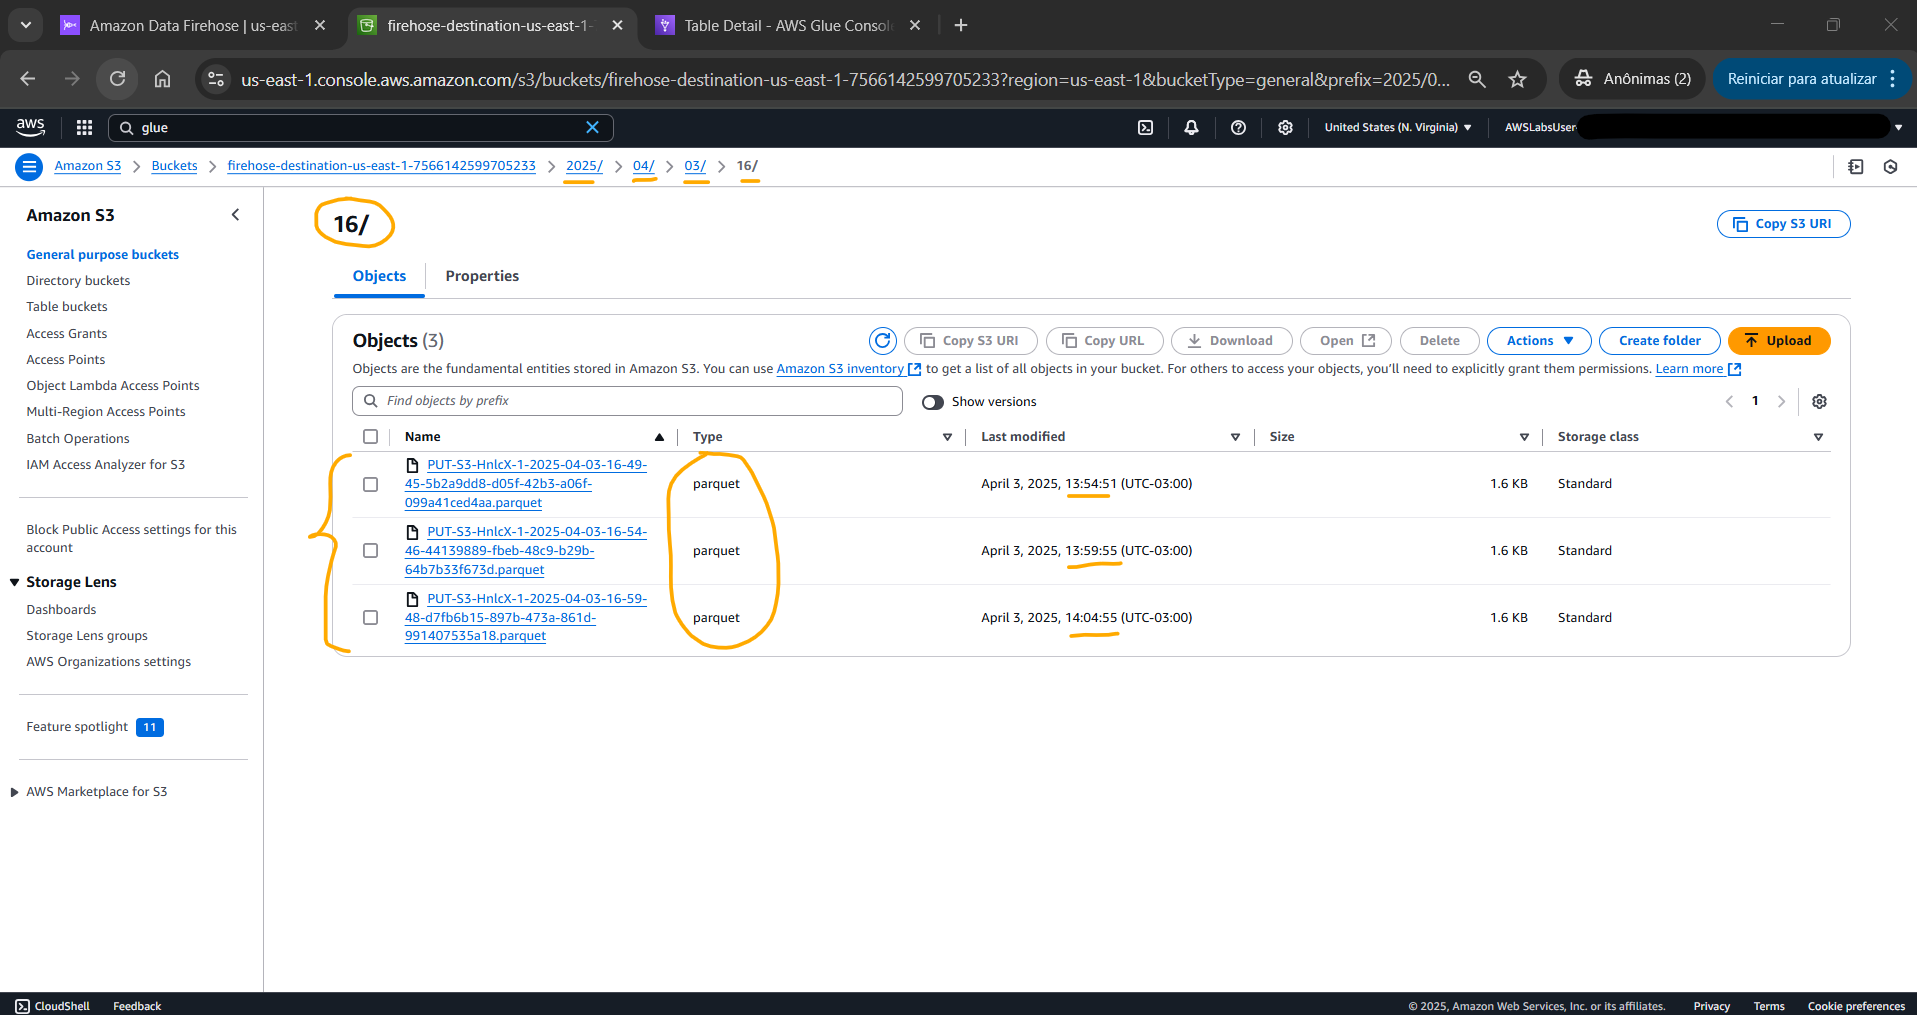 Amazon Data Firehose | us-east
firehose-destination-us-east-1-
Table Detail - AWS Glue Consol
us-east-1.console.aws.amazon.com/s3/buckets/firehose-destination-us-east-1-7566142599705233?region=us-east-1&bucketType=general&prefix=2025/0...
Anônimas (2)
Reiniciar para atualizar
aws
glue
United States (N. Virginia)
AWSLabsUser-
Amazon S3
Buckets
firehose-destination-us-east-1-7566142599705233
2025/
04/
03/
16/
Amazon S3
General purpose buckets
Directory buckets
Table buckets
Access Grants
Access Points
Object Lambda Access Points
Multi-Region Access Points
Batch Operations
IAM Access Analyzer for S3
Block Public Access settings for this
account
Storage Lens
Dashboards
Storage Lens groups
AWS Organizations settings
Feature spotlight 11
AWS Marketplace for S3
16/
Copy S3 URI
Objects
Properties
Objects (3)
Copy S3 URI
Copy URL
Download
Open
Delete
Actions
Create folder
Upload
Objects are the fundamental entities stored in Amazon S3. You can use Amazon S3 inventory to get a list of all objects in your bucket. For others to access your objects, you'll need to explicitly grant them permissions. Learn more
Find objects by prefix
Show versions
1
Name Type Last modified Size Storage class
PUT-S3-HnlcX-1-2025-04-03-16-49-
45-5b2a9dd8-d05f-42b3-a06f-
099a41ced4aa.parquet
parquet
April 3, 2025, 13:54:51 (UTC-03:00)
1.6 KB
Standard
PUT-S3-HnlcX-1-2025-04-03-16-54-
46-44139889-fbeb-48c9-b29b-
64b7b33f673d.parquet
parquet
April 3, 2025, 13:59:55 (UTC-03:00)
1.6 KB
Standard
PUT-S3-HnlcX-1-2025-04-03-16-59-
48-d7fb6b15-897b-473a-861d-
991407535a18.parquet
parquet
April 3, 2025, 14:04:55 (UTC-03:00)
1.6 KB
Standard
CloudShell
Feedback
© 2025, Amazon Web Services, Inc. or its affiliates.
Privacy
Terms
Cookie preferences